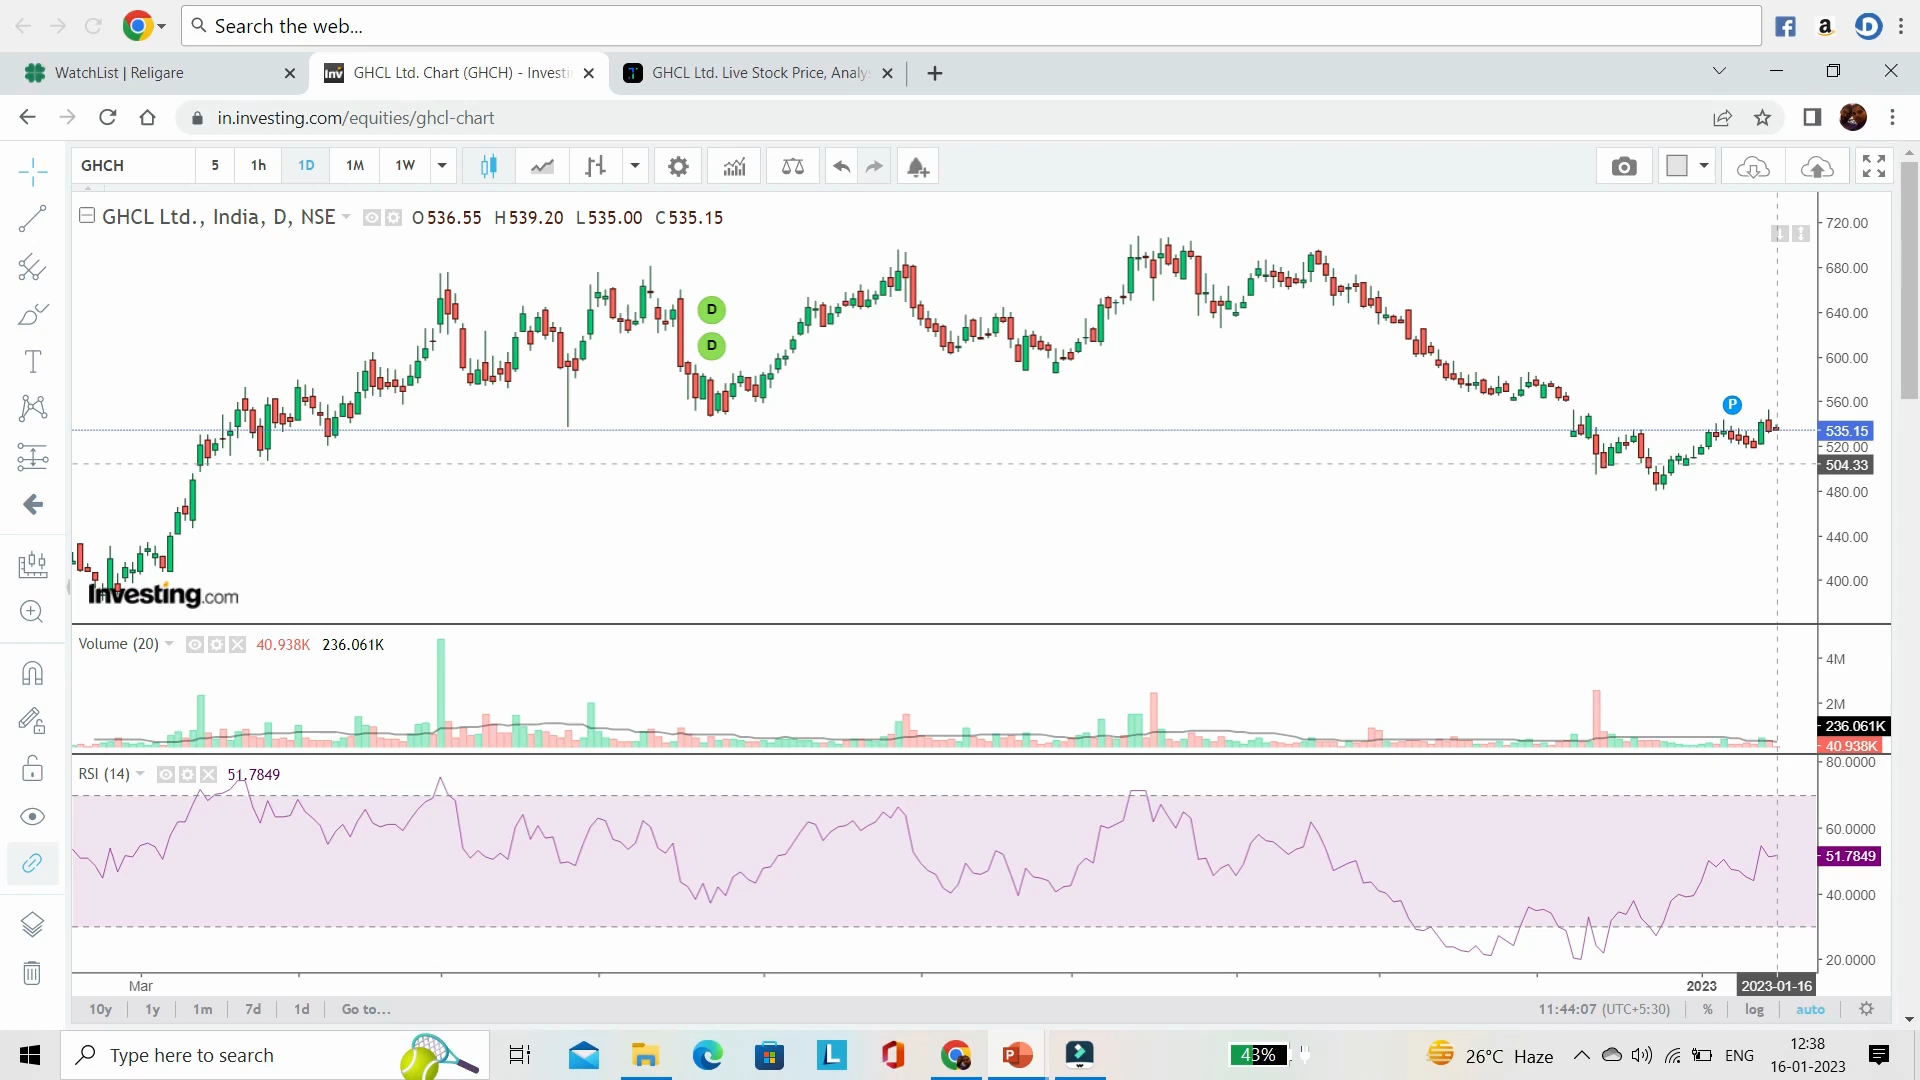 Search the web...
WatchList | Religare
GHCL Ltd. Chart (GHCH) - Investi
GHCL Ltd. Live Stock Price, Analy
in.investing.com/equities/ghcl-chart
GHCH 5 1h 1D 1M 1W
GHCL Ltd., India, D, NSE O 536.55 H 539.20 L 535.00 C 535.15
720.00
680.00
640.00
600.00
560.00
535.15
520.00
504.33
480.00
440.00
400.00
D
D
P
Investing.com
Volume (20) 40.938K 236.061K
4M
2M
236.061K
40.938K
RSI (14) 51.7849
80.0000
60.0000
51.7849
40.0000
20.0000
Mar 2023 2023-01-16
10y 1y 1m 7d 1d Go to... 11:44:07 (UTC+5:30) % log auto
Type here to search
L
43%
26°C Haze
ENG
12:38
16-01-2023